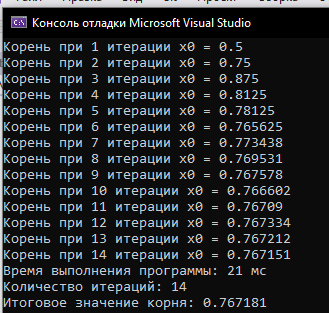 Консоль отладки Microsoft Visual Studio
Корень при 1 итерации x0 = 0.5
Корень при 2 итерации x0 = 0.75
Корень при 3 итерации x0 = 0.875
Корень при 4 итерации x0 = 0.8125
Корень при 5 итерации x0 = 0.78125
Корень при 6 итерации x0 = 0.765625
Корень при 7 итерации x0 = 0.773438
Корень при 8 итерации x0 = 0.769531
Корень при 9 итерации x0 = 0.767578
Корень при 10 итерации x0 = 0.766602
Корень при 11 итерации x0 = 0.76709
Корень при 12 итерации x0 = 0.767334
Корень при 13 итерации x0 = 0.767212
Корень при 14 итерации x0 = 0.767151
Время выполнения программы: 21 мс
Количество итераций: 14
Итоговое значение корня: 0.767181